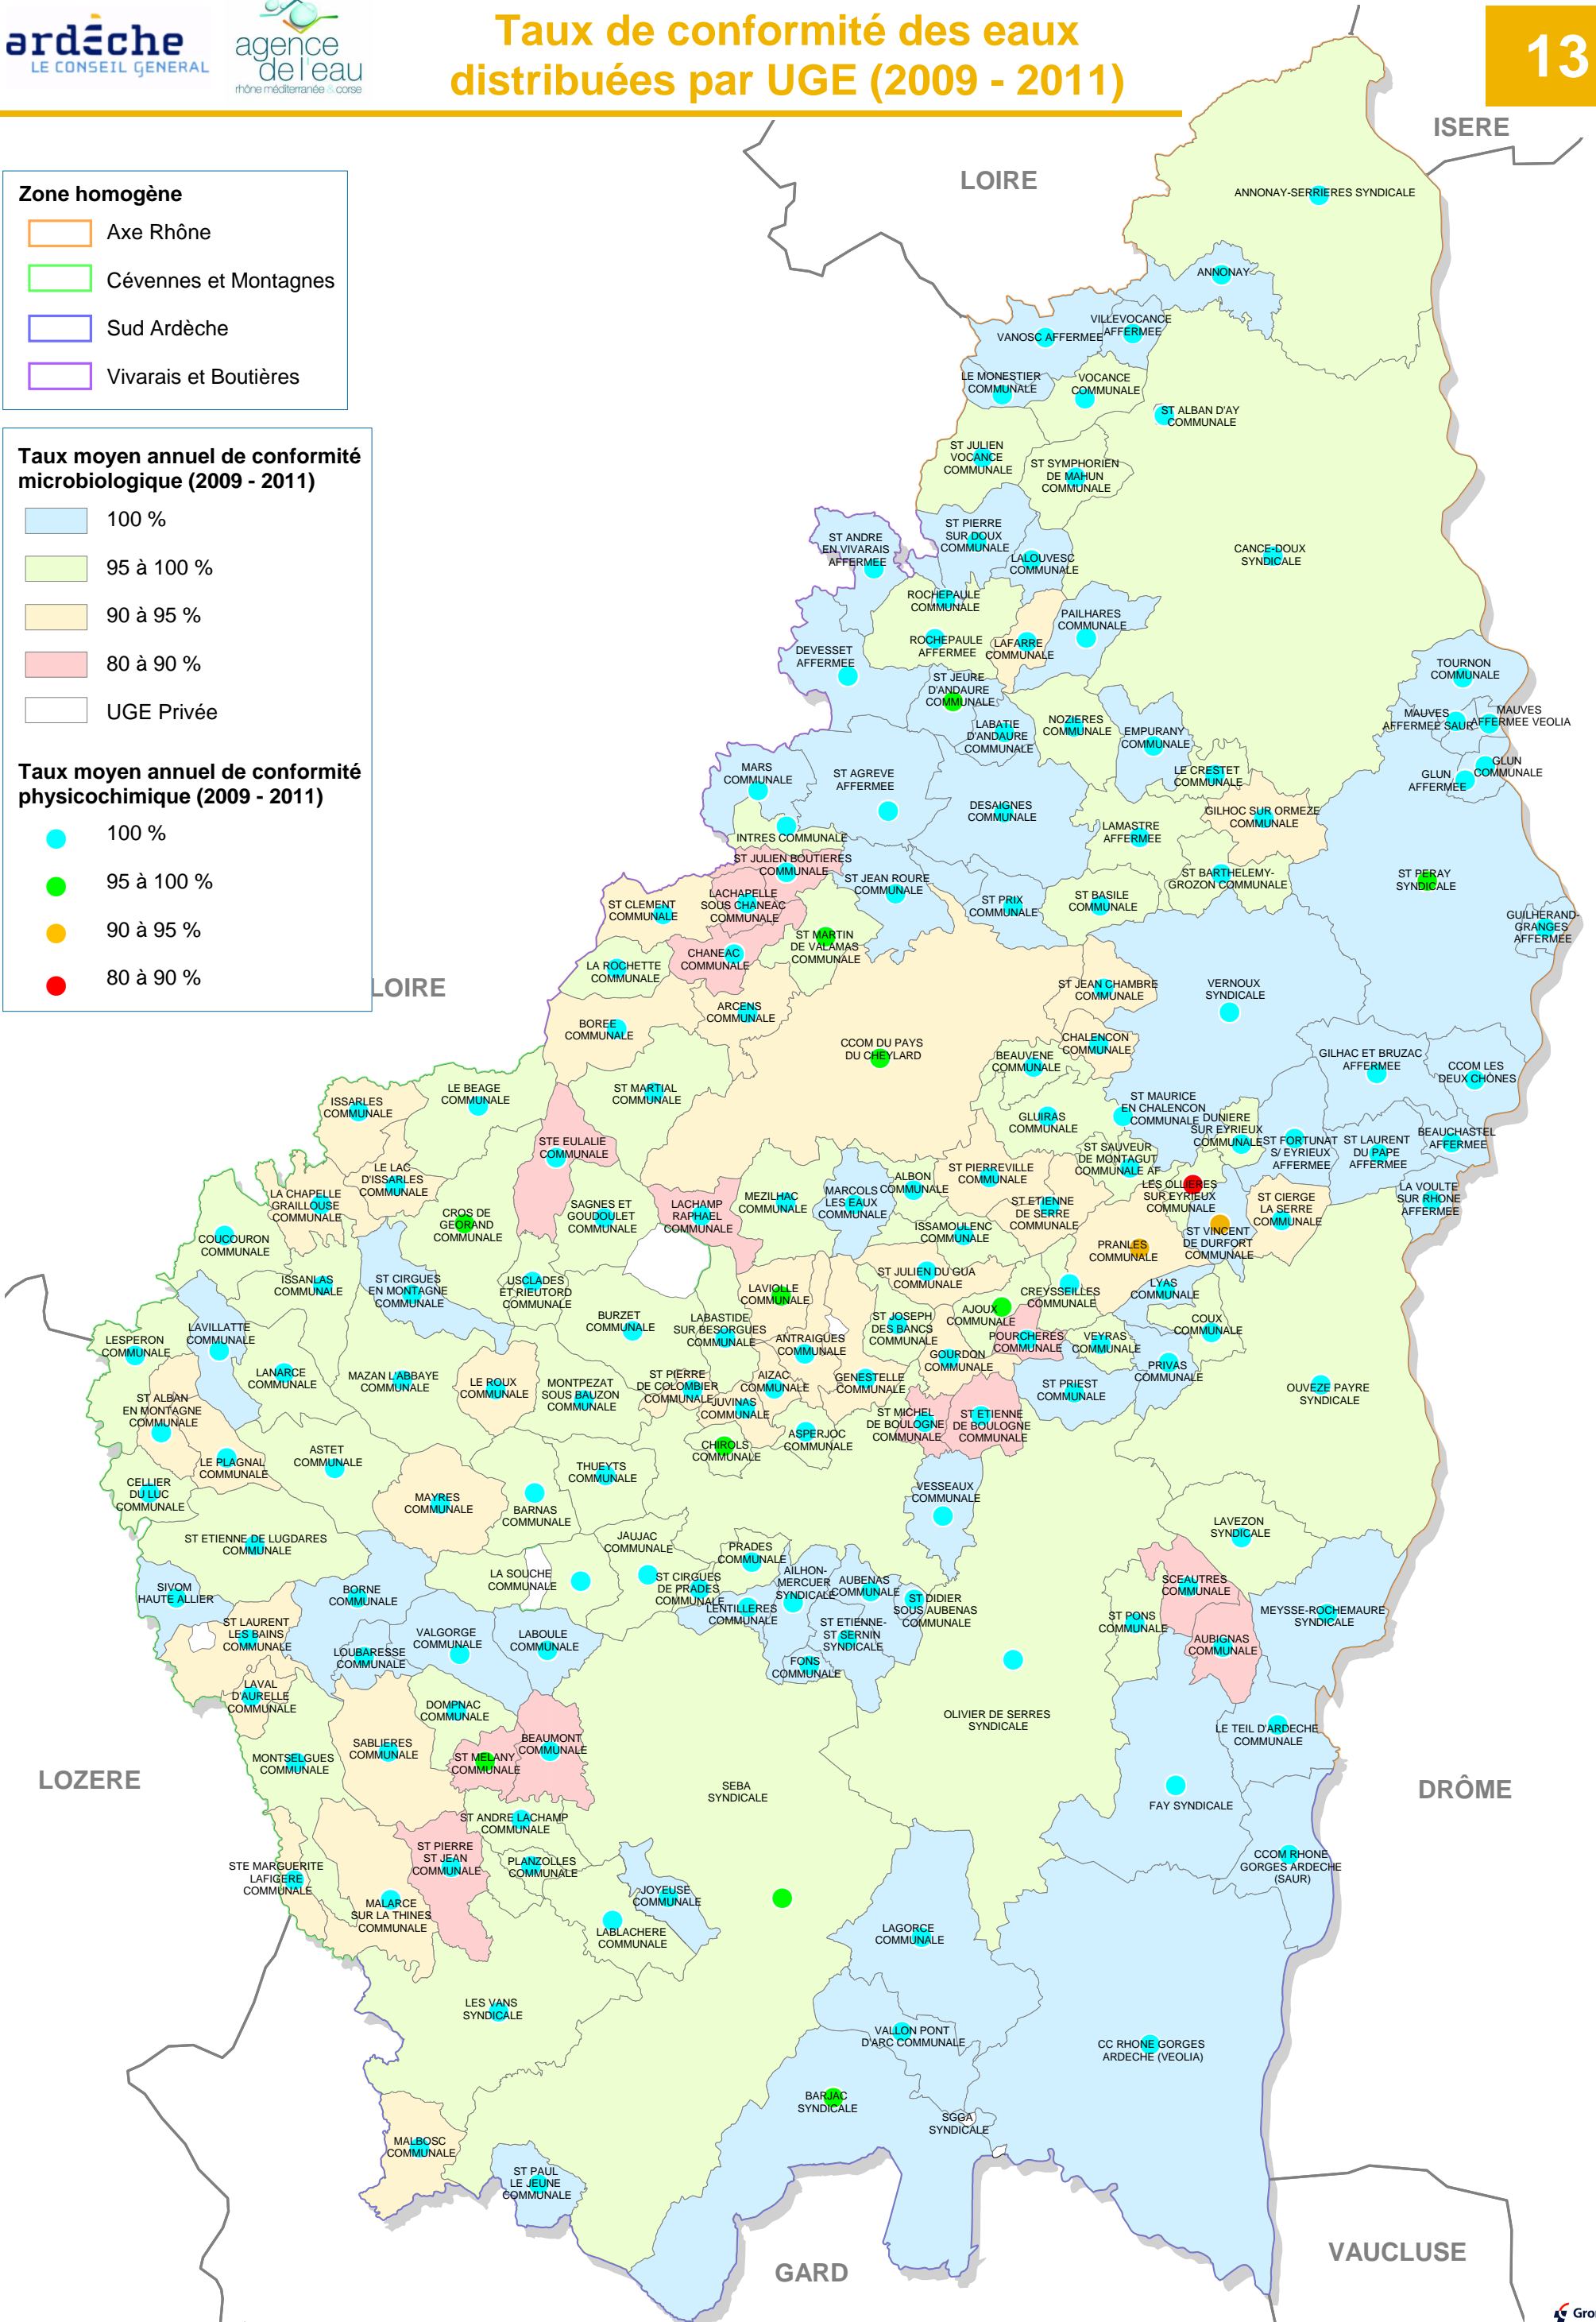 ardèche
LE CONSEIL GENERAL
agence
de l'eau
rhône méditerranée & corse
Taux de conformité des eaux
distribuées par UGE (2009 - 2011)
13
Zone homogène
Axe Rhône
Cévennes et Montagnes
Sud Ardèche
Vivarais et Boutières
Taux moyen annuel de conformité
microbiologique (2009 - 2011)
100 %
95 à 100 %
90 à 95 %
80 à 90 %
UGE Privée
Taux moyen annuel de conformité
physicochimique (2009 - 2011)
100 %
95 à 100 %
90 à 95 %
80 à 90 %
ISERE
LOIRE
LOIRE
LOZERE
DRÔME
GARD
VAUCLUSE
ANNONAY-SERRIERES SYNDICALE
ANNONAY
VILLEVOCANCE
AFFERMEE
VANOSC AFFERMEE
LE MONESTIER
COMMUNALE
VOCANCE
COMMUNALE
ST ALBAN D'AY
COMMUNALE
ST JULIEN
VOCANCE
COMMUNALE
ST SYMPHORIEN
DE MAHUN
COMMUNALE
ST PIERRE
SUR DOUX
COMMUNALE
ST ANDRE
EN VIVARAIS
AFFERMEE
LALOUVESC
COMMUNALE
CANCE-DOUX
SYNDICALE
ROCHEPAULE
COMMUNALE
ROCHEPAULE
AFFERMEE
LAFARRE
COMMUNALE
PAILHARES
COMMUNALE
DEVESSET
AFFERMEE
ST JEURE
D'ANDAURE
COMMUNALE
LABATIE
D'ANDAURE
COMMUNALE
NOZIERES
COMMUNALE
EMPURANY
COMMUNALE
TOURNON
COMMUNALE
MAUVES
AFFERMEE SAUR
MAUVES
AFFERMEE VEOLIA
GLUN
COMMUNALE
GLUN
AFFERMEE
MARS
COMMUNALE
ST AGREVE
AFFERMEE
DESAIGNES
COMMUNALE
LE CRESTET
COMMUNALE
GILHOC SUR ORMEZE
COMMUNALE
LAMASTRE
AFFERMEE
INTRES COMMUNALE
ST JULIEN BOUTIERES
COMMUNALE
ST JEAN ROURE
COMMUNALE
ST PRIX
COMMUNALE
ST BASILE
COMMUNALE
ST BARTHELEMY-
GROZON COMMUNALE
ST PERAY
SYNDICALE
GUILHERAND-
GRANGES
AFFERMEE
ST CLEMENT
COMMUNALE
LACHAPELLE
SOUS CHANEAC
COMMUNALE
ST MARTIN
DE VALAMAS
COMMUNALE
CHANEAC
COMMUNALE
LA ROCHETTE
COMMUNALE
ARCENS
COMMUNALE
BOREE
COMMUNALE
ST JEAN CHAMBRE
COMMUNALE
VERNOUX
SYNDICALE
CHALENCON
COMMUNALE
CCOM DU PAYS
DU CHEYLARD
BEAUVENE
COMMUNALE
GILHAC ET BRUZAC
AFFERMEE
CCOM LES
DEUX CHÒNES
LE BEAGE
COMMUNALE
ST MARTIAL
COMMUNALE
ISSARLES
COMMUNALE
GLUIRAS
COMMUNALE
ST MAURICE
EN CHALENCON
COMMUNALE
DUNIERE
SUR EYRIEUX
COMMUNALE
ST FORTUNAT
S/ EYRIEUX
AFFERMEE
ST LAURENT
DU PAPE
AFFERMEE
BEAUCHASTEL
AFFERMEE
STE EULALIE
COMMUNALE
ST SAUVEUR
DE MONTAGUT
COMMUNALE AF
LE LAC
D'ISSARLES
COMMUNALE
LA CHAPELLE
GRAILLOUSE
COMMUNALE
CROS DE
GEORAND
COMMUNALE
SAGNES ET
GOUDOULET
COMMUNALE
LACHAMP
RAPHAEL
COMMUNALE
MEZILHAC
COMMUNALE
MARCOLS
LES EAUX
COMMUNALE
ALBON
COMMUNALE
ST PIERREVILLE
COMMUNALE
ST ETIENNE
DE SERRE
COMMUNALE
LES OLLIERES
SUR EYRIEUX
COMMUNALE
ST CIERGE
LA SERRE
COMMUNALE
LA VOULTE
SUR RHONE
AFFERMEE
COUCOURON
COMMUNALE
ISSAMOULENC
COMMUNALE
PRANLES
COMMUNALE
ST VINCENT
DE DURFORT
COMMUNALE
ISSANLAS
COMMUNALE
ST CIRGUES
EN MONTAGNE
COMMUNALE
USCLADES
ET RIEUTORD
COMMUNALE
LAVIOLLE
COMMUNALE
ST JULIEN DU GUA
COMMUNALE
CREYSSEILLES
COMMUNALE
LYAS
COMMUNALE
AJOUX
COMMUNALE
BURZET
COMMUNALE
LABASTIDE
SUR BESORGUES
COMMUNALE
ST JOSEPH
DES BANCS
COMMUNALE
POURCHERES
COMMUNALE
VEYRAS
COMMUNALE
COUX
COMMUNALE
LESPERON
COMMUNALE
LAVILLATTE
COMMUNALE
ANTRAIGUES
COMMUNALE
GOURDON
COMMUNALE
PRIVAS
COMMUNALE
LANARCE
COMMUNALE
MAZAN L'ABBAYE
COMMUNALE
LE ROUX
COMMUNALE
MONTPEZAT
SOUS BAUZON
COMMUNALE
ST PIERRE
DE COLOMBIER
COMMUNALE
AIZAC
COMMUNALE
GENESTELLE
COMMUNALE
ST PRIEST
COMMUNALE
OUVEZE PAYRE
SYNDICALE
ST ALBAN
EN MONTAGNE
COMMUNALE
JUVINAS
COMMUNALE
ST MICHEL
DE BOULOGNE
COMMUNALE
ST ETIENNE
DE BOULOGNE
COMMUNALE
ASPERJOC
COMMUNALE
CHIROLS
COMMUNALE
LE PLAGNAL
COMMUNALE
ASTET
COMMUNALE
THUEYTS
COMMUNALE
CELLIER
DU LUC
COMMUNALE
MAYRES
COMMUNALE
BARNAS
COMMUNALE
VESSEAUX
COMMUNALE
LAVEZON
SYNDICALE
ST ETIENNE DE LUGDARES
COMMUNALE
JAUJAC
COMMUNALE
PRADES
COMMUNALE
LA SOUCHE
COMMUNALE
ST CIRGUES
DE PRADES
COMMUNALE
AILHON-
MERCUER
SYNDICALE
AUBENAS
COMMUNALE
ST DIDIER
SOUS AUBENAS
COMMUNALE
SCEAUTRES
COMMUNALE
SIVOM
HAUTE ALLIER
BORNE
COMMUNALE
LENTILLERES
COMMUNALE
ST ETIENNE-
ST SERNIN
SYNDICALE
ST PONS
COMMUNALE
MEYSSE-ROCHEMAURE
SYNDICALE
ST LAURENT
LES BAINS
COMMUNALE
VALGORGE
COMMUNALE
LABOULE
COMMUNALE
LOUBARESSE
COMMUNALE
FONS
COMMUNALE
AUBIGNAS
COMMUNALE
LAVAL
D'AURELLE
COMMUNALE
DOMPNAC
COMMUNALE
OLIVIER DE SERRES
SYNDICALE
LE TEIL D'ARDECHE
COMMUNALE
SABLIERES
COMMUNALE
BEAUMONT
COMMUNALE
ST MELANY
COMMUNALE
MONTSELGUES
COMMUNALE
SEBA
SYNDICALE
FAY SYNDICALE
ST ANDRE LACHAMP
COMMUNALE
ST PIERRE
ST JEAN
COMMUNALE
PLANZOLLES
COMMUNALE
CCOM RHONE
GORGES ARDECHE
(SAUR)
STE MARGUERITE
LAFIGERE
COMMUNALE
MALARCE
SUR LA THINES
COMMUNALE
JOYEUSE
COMMUNALE
LABLACHERE
COMMUNALE
LAGORCE
COMMUNALE
LES VANS
SYNDICALE
VALLON PONT
D'ARC COMMUNALE
CC RHONE GORGES
ARDECHE (VEOLIA)
BARJAC
SYNDICALE
SGGA
SYNDICALE
MALBOSC
COMMUNALE
ST PAUL
LE JEUNE
COMMUNALE
Gro